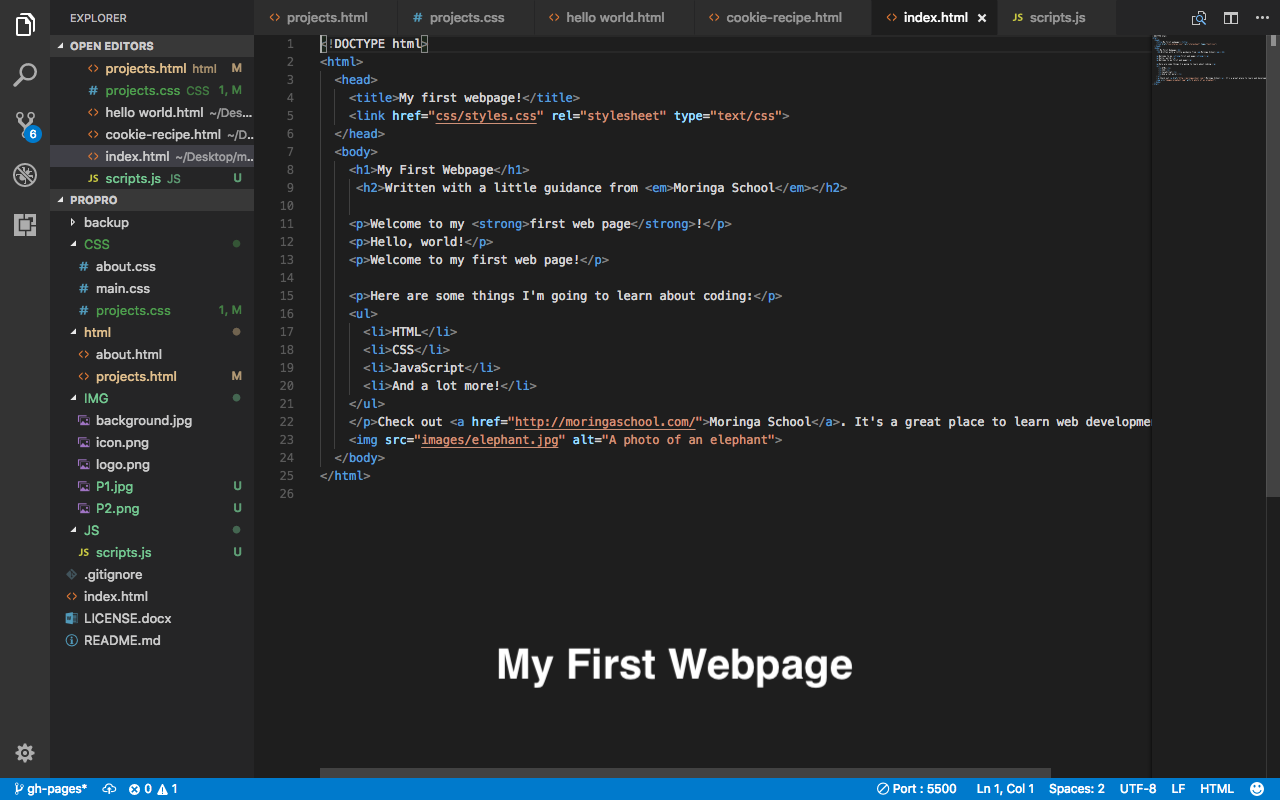 EXPLORER
OPEN EDITORS
projects.html html M
projects.css CSS 1, M
hello world.html ~/Des...
cookie-recipe.html ~/D...
index.html ~/Desktop/m...
JS scripts.js JS U
PROPRO
backup
CSS
# about.css
# main.css
# projects.css 1, M
html
<> about.html
<> projects.html M
IMG
background.jpg
icon.png
logo.png
P1.jpg U
P2.png U
JS
JS scripts.js U
.gitignore
<> index.html
LICENSE.docx
README.md
6
<> projects.html # projects.css <> hello world.html <> cookie-recipe.html <> index.html × JS scripts.js ...
1 <!DOCTYPE html>
2 <html>
3 <head>
4 <title>My first webpage!</title>
5 <link href="css/styles.css" rel="stylesheet" type="text/css">
6 </head>
7 <body>
8 <h1>My First Webpage</h1>
9 <h2>Written with a little guidance from <em>Moringa School</em></h2>
10
11 <p>Welcome to my <strong>first web page</strong>!</p>
12 <p>Hello, world!</p>
13 <p>Welcome to my first web page!</p>
14
15 <p>Here are some things I'm going to learn about coding:</p>
16 <ul>
17 <li>HTML</li>
18 <li>CSS</li>
19 <li>JavaScript</li>
20 <li>And a lot more!</li>
21 </ul>
22 </p>Check out <a href="http://moringaschool.com/">Moringa School</a>. It's a great place to learn web developme
23 <img src="images/elephant.jpg" alt="A photo of an elephant">
24 </body>
25 </html>
26
My First Webpage
gh-pages* 0 1 Port : 5500 Ln 1, Col 1 Spaces: 2 UTF-8 LF HTML